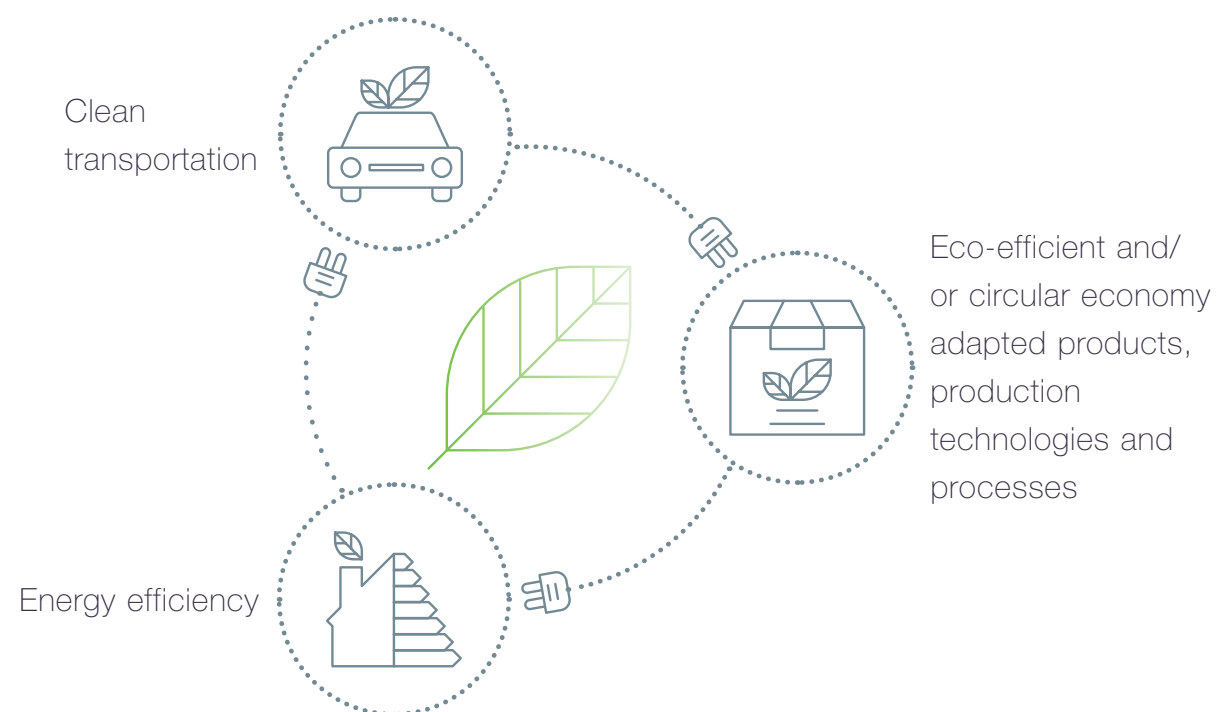 Clean
transportation
Eco-efficient and/
or circular economy
adapted products,
production
technologies and
processes
Energy efficiency